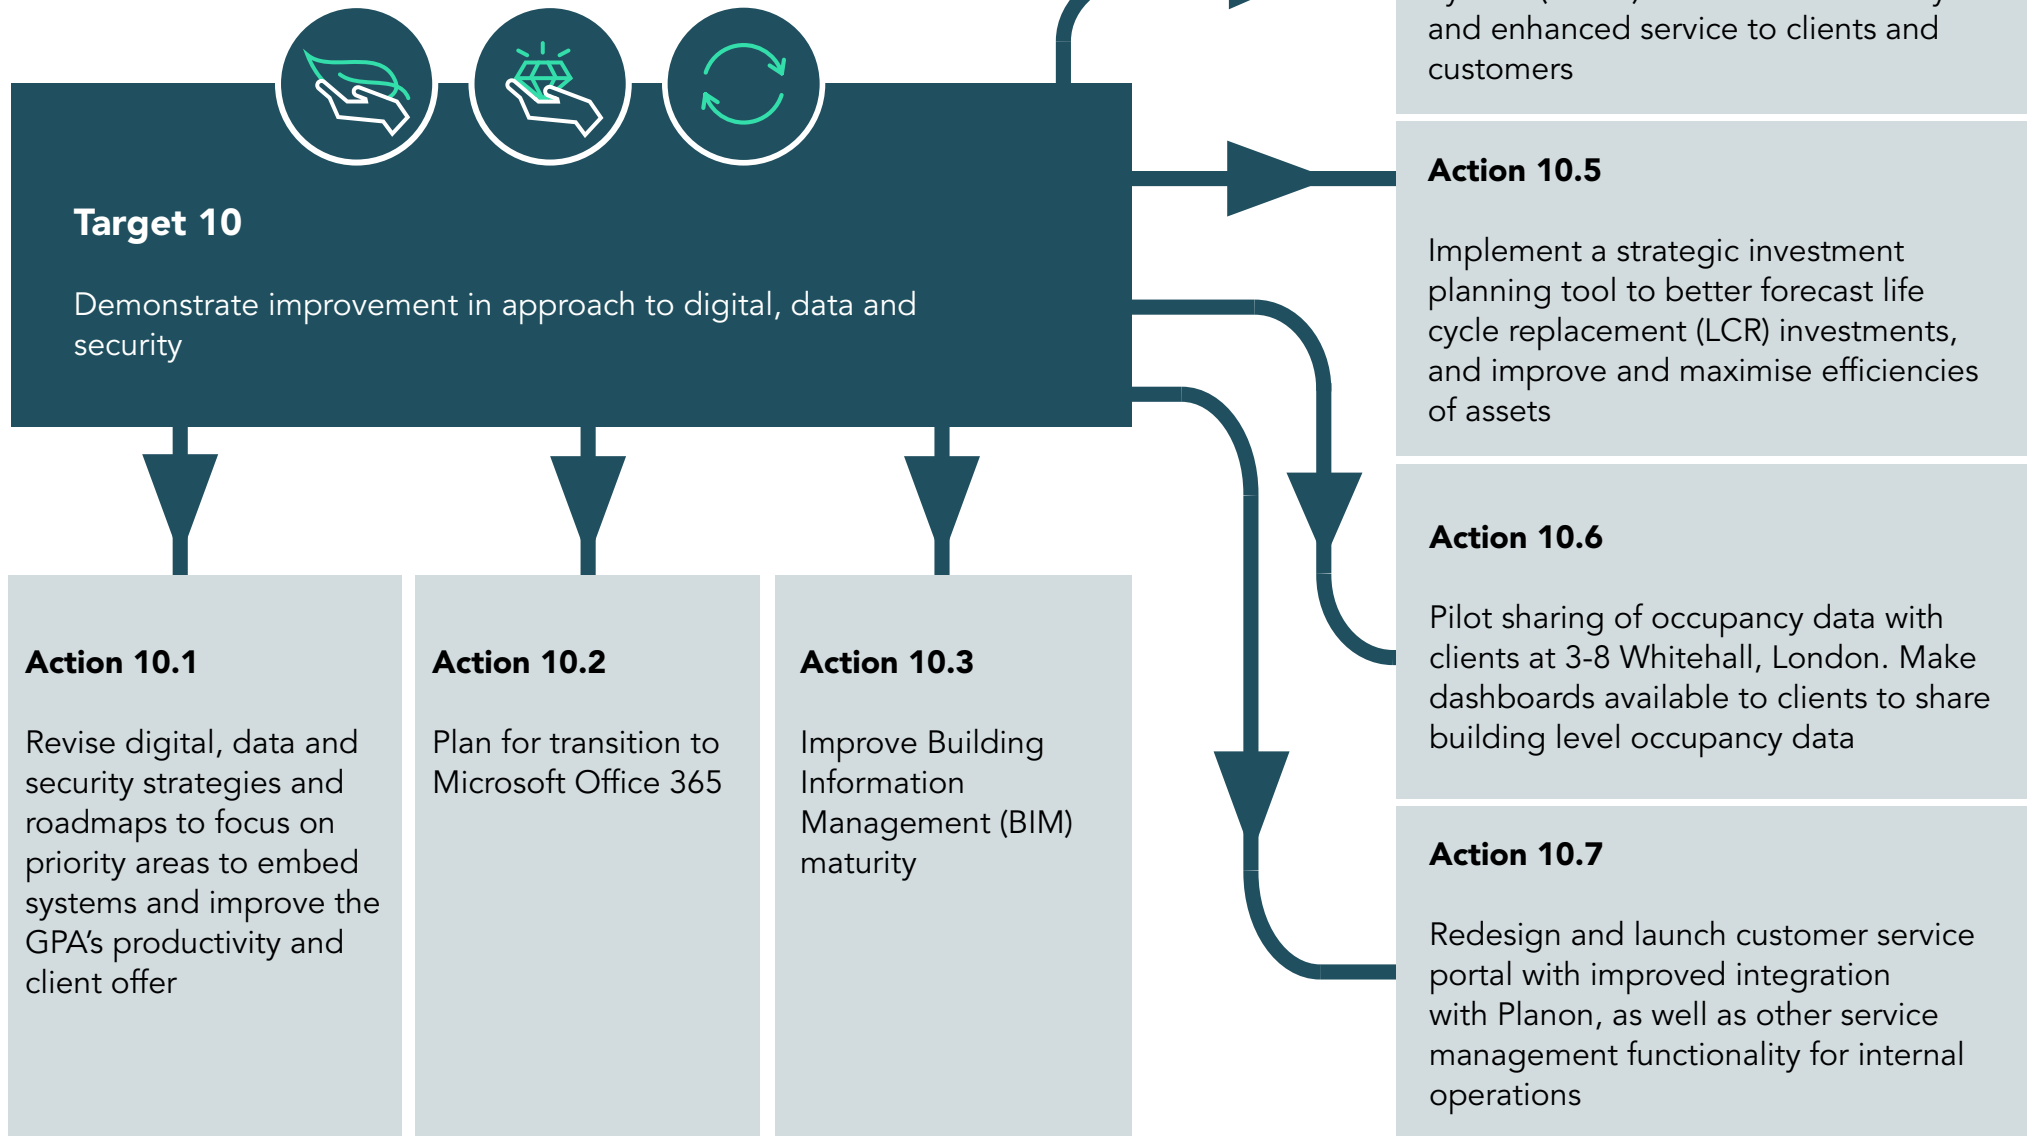 and enhanced service to clients and
customers
Target 10
Demonstrate improvement in approach to digital, data and
security
Action 10.1
Revise digital, data and
security strategies and
roadmaps to focus on
priority areas to embed
systems and improve the
GPA’s productivity and
client offer
Action 10.2
Plan for transition to
Microsoft Office 365
Action 10.3
Improve Building
Information
Management (BIM)
maturity
Action 10.5
Implement a strategic investment
planning tool to better forecast life
cycle replacement (LCR) investments,
and improve and maximise efficiencies
of assets
Action 10.6
Pilot sharing of occupancy data with
clients at 3-8 Whitehall, London. Make
dashboards available to clients to share
building level occupancy data
Action 10.7
Redesign and launch customer service
portal with improved integration
with Planon, as well as other service
management functionality for internal
operations